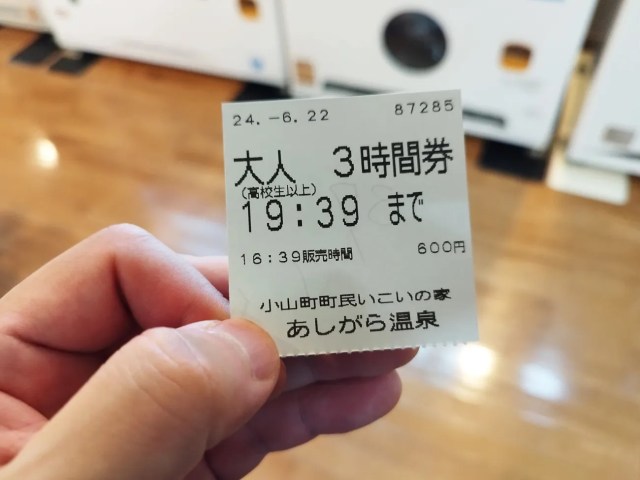 24.-6.22 87285
大人 3時間券
(高校生以上)
19:39 まで
16:39販売時間 600円
小山町町民いこいの家
あしがら温泉